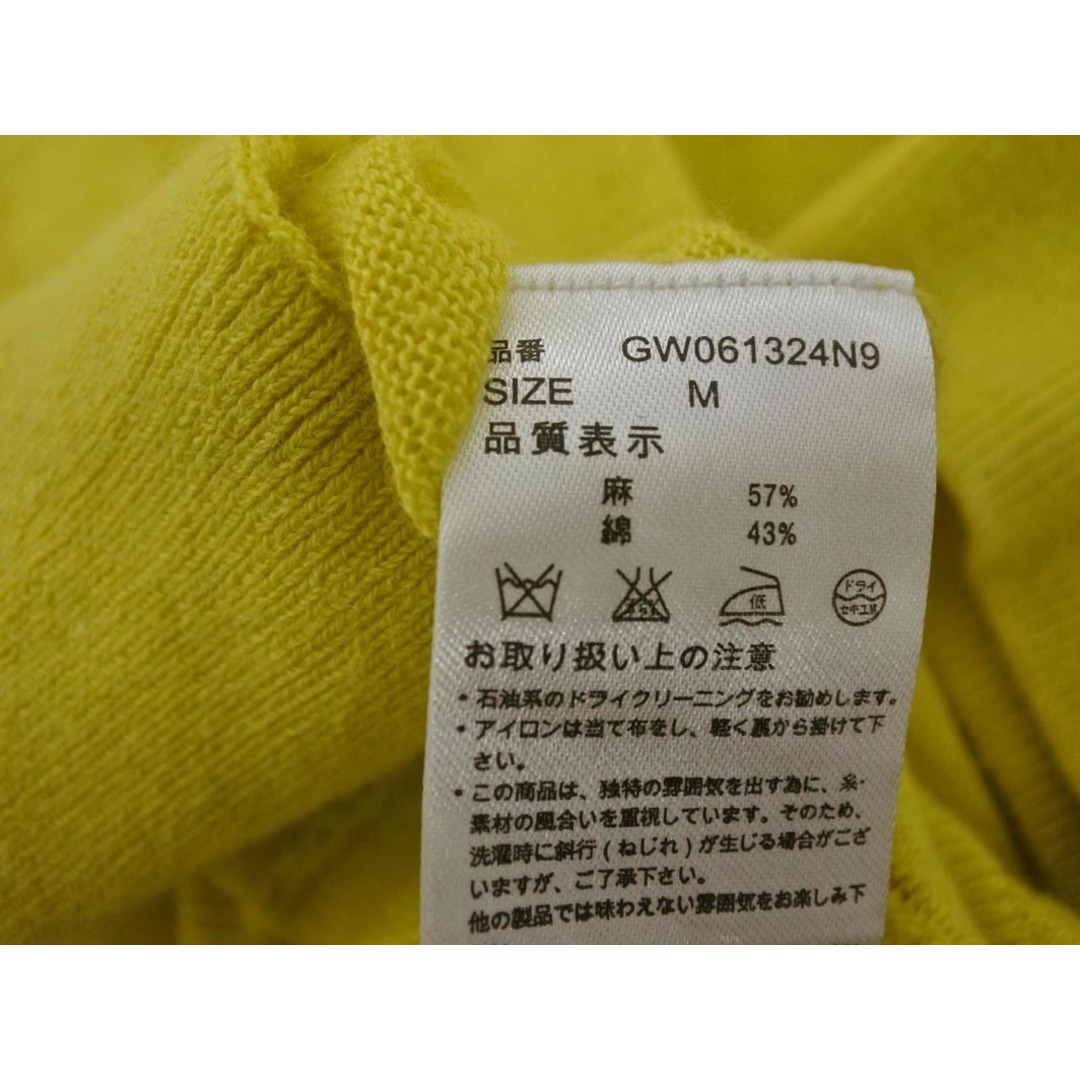 品番 GW061324N9
SIZE M
品質表示
麻 57%
綿 43%
エンソサラシ
低
ドライ
セキユ系
お取り扱い上の注意
・石油系のドライクリーニングをお勧めします。
・アイロンは当て布をし、軽く裏から掛けて下
さい。
・この商品は、独特の雰囲気を出す為に、糸・
素材の風合いを重視しています。そのため、
洗濯時に斜行(ねじれ)が生じる場合がござ
いますが、ご了承下さい。
他の製品では味わえない雰囲気をお楽しみ下